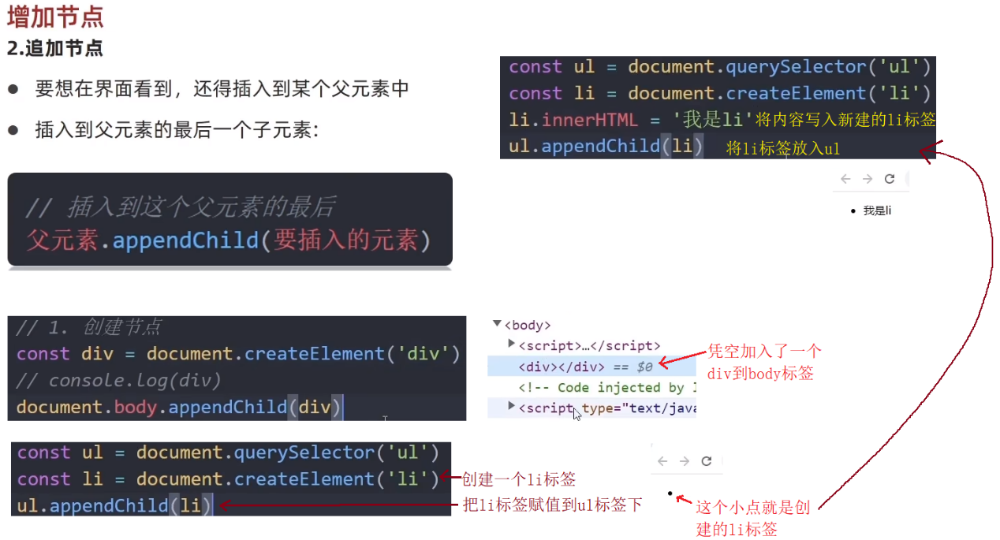 增加节点
2.追加节点
● 要想在界面看到，还得插入到某个父元素中
● 插入到父元素的最后一个子元素：
// 插入到这个父元素的最后
父元素.appendChild(要插入的元素)
const ul = document.querySelector('ul')
const li = document.createElement('li')
li.innerHTML = '我是li' 将内容写入新建的li标签
ul.appendChild(li) 将li标签放入ul
• 我是li
// 1. 创建节点
const div = document.createElement('div')
// console.log(div)
document.body.appendChild(div)
<body>
<script>…</script>
<div></div> == $0
<!-- Code injected by l
<script type="text/java
凭空加入了一个
div到body标签
const ul = document.querySelector('ul')
const li = document.createElement('li') 创建一个li标签
ul.appendChild(li) 把li标签赋值到ul标签下
这个小点就是创
建的li标签